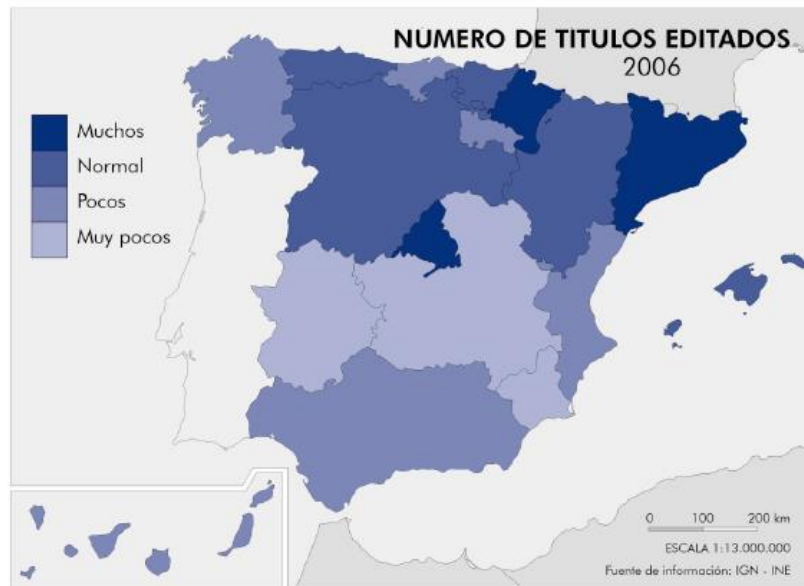 NUMERO DE TITULOS EDITADOS
2006
Muchos
Normal
Pocos
Muy pocos
0 100 200 km
ESCALA 1:13.000.000
Fuente de información: IGN - INE